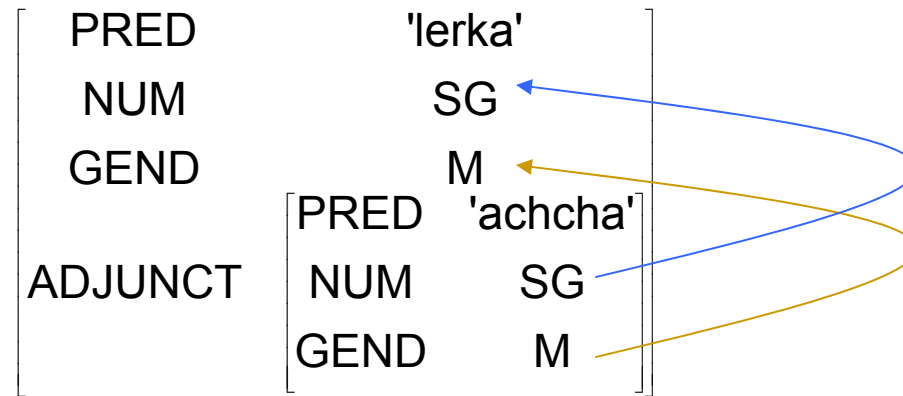 PRED 'lerka'
NUM SG
GEND M
PRED 'achcha'
ADJUNCT NUM SG
GEND M